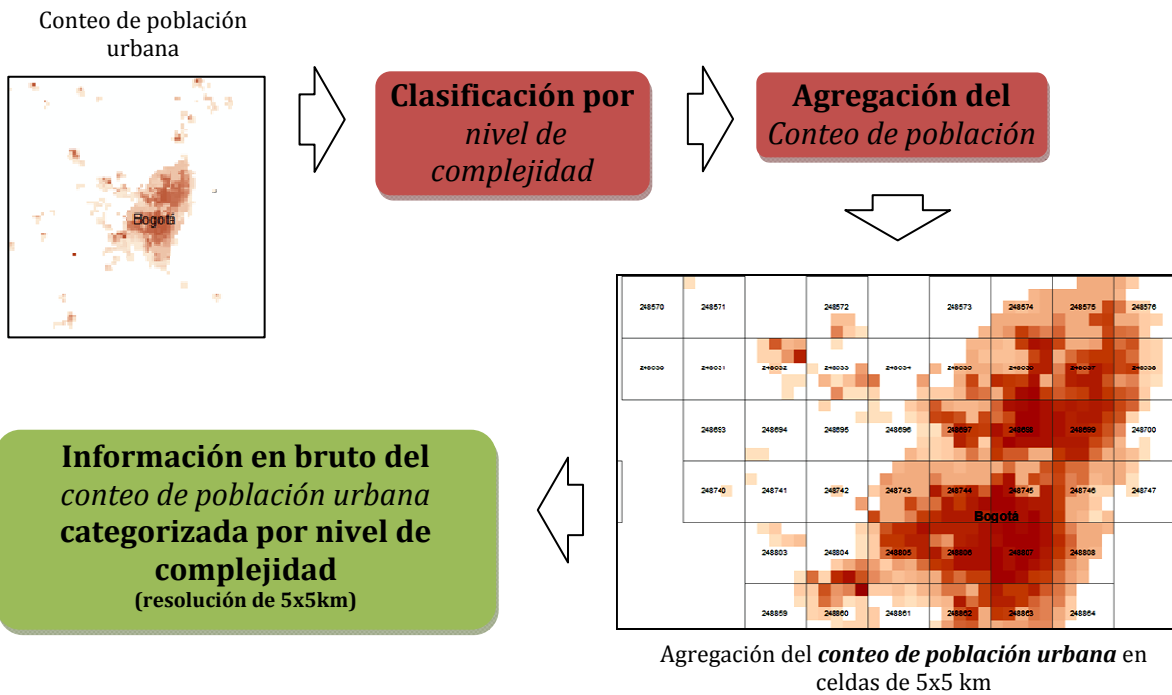 Conteo de población
urbana
Bogotá
Clasificación por
nivel de
complejidad
Agregación del
Conteo de población
248570 248571 248572 248573 248574 248575 248576
248693 248694 248695 248696 248697 248698 248699 248700
248740 248741 248742 248743 248744 248745 248746 248747
Bogotá
248803 248804 248805 248806 248807 248808
248859 248860 248861 248862 248863 248864
Agregación del conteo de población urbana en
celdas de 5x5 km
Información en bruto del
conteo de población urbana
categorizada por nivel de
complejidad
(resolución de 5x5km)